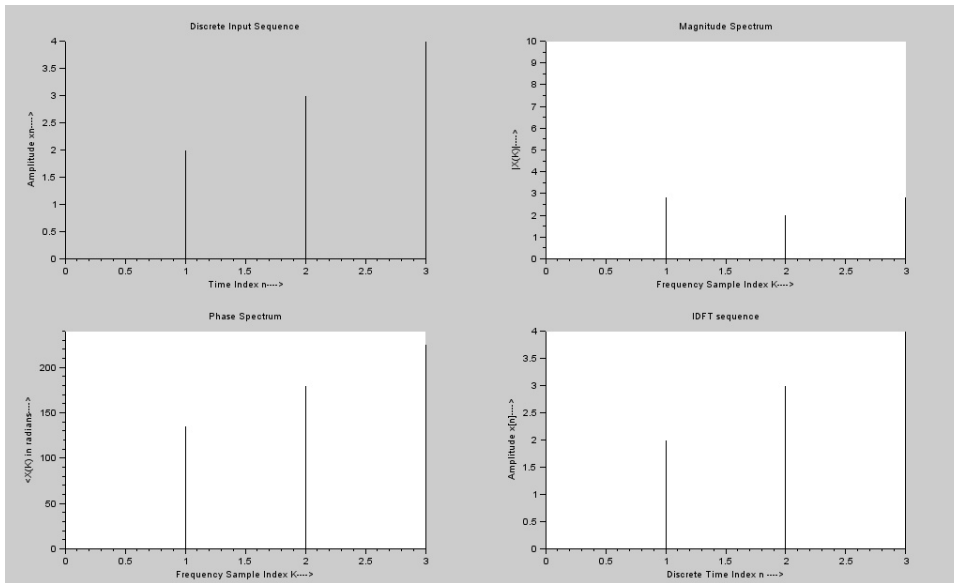 Discrete Input Sequence
Amplitude xn---->
4
3.5
3
2.5
2
1.5
1
0.5
0
0 0.5 1 1.5 2 2.5 3
Time Index n---->
Magnitude Spectrum
|X(K)|---->
10
9
8
7
6
5
4
3
2
1
0
0 0.5 1 1.5 2 2.5 3
Frequency Sample Index K---->
Phase Spectrum
<X(K) in radians---->
200
150
100
50
0
0 0.5 1 1.5 2 2.5 3
Frequency Sample Index K---->
IDFT sequence
Amplitude x[n]---->
4
3.5
3
2.5
2
1.5
1
0.5
0
0 0.5 1 1.5 2 2.5 3
Discrete Time Index n ---->